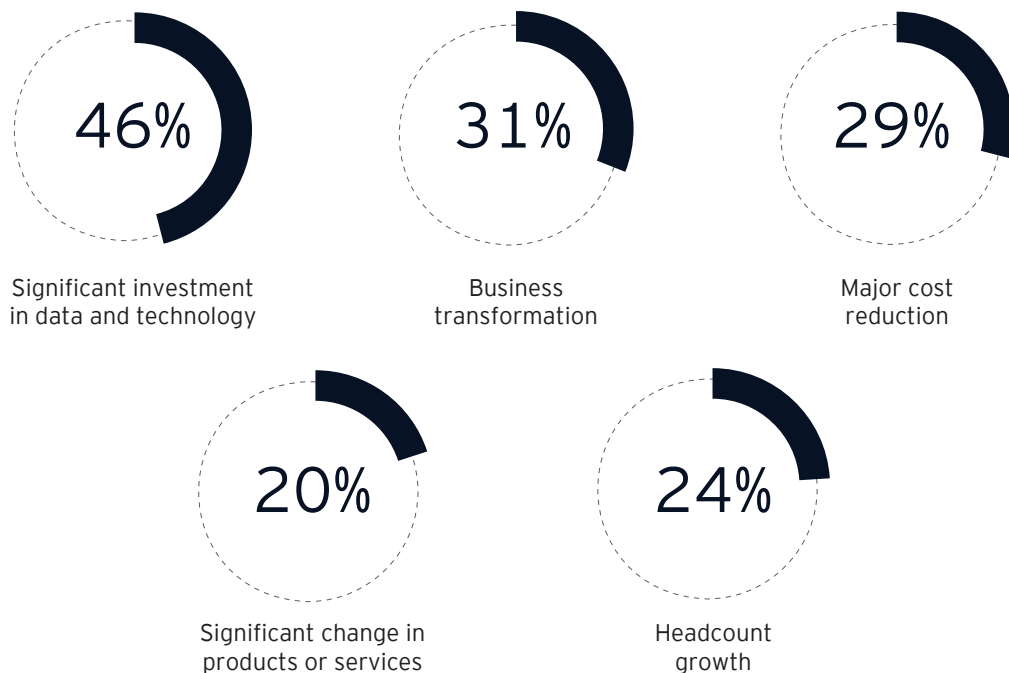 46%
31%
29%
Significant investment
in data and technology
Business
transformation
Major cost
reduction
20%
24%
Significant change in
products or services
Headcount
growth